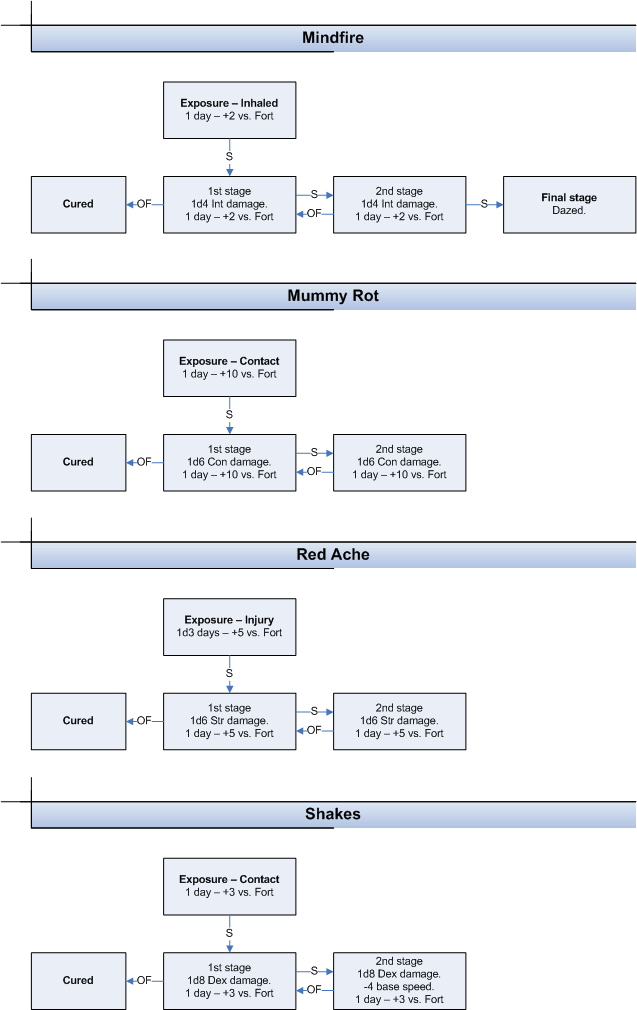 Mindfire
Exposure – Inhaled
1 day – +2 vs. Fort
S
Cured
OF
1st stage
1d4 Int damage.
1 day – +2 vs. Fort
S
OF
2nd stage
1d4 Int damage.
1 day – +2 vs. Fort
S
Final stage
Dazed.
Mummy Rot
Exposure – Contact
1 day – +10 vs. Fort
S
Cured
OF
1st stage
1d6 Con damage.
1 day – +10 vs. Fort
S
OF
2nd stage
1d6 Con damage.
1 day – +10 vs. Fort
Red Ache
Exposure – Injury
1d3 days – +5 vs. Fort
S
Cured
OF
1st stage
1d6 Str damage.
1 day – +5 vs. Fort
S
OF
2nd stage
1d6 Str damage.
1 day – +5 vs. Fort
Shakes
Exposure – Contact
1 day – +3 vs. Fort
S
Cured
OF
1st stage
1d8 Dex damage.
1 day – +3 vs. Fort
S
OF
2nd stage
1d8 Dex damage.
-4 base speed.
1 day – +3 vs. Fort